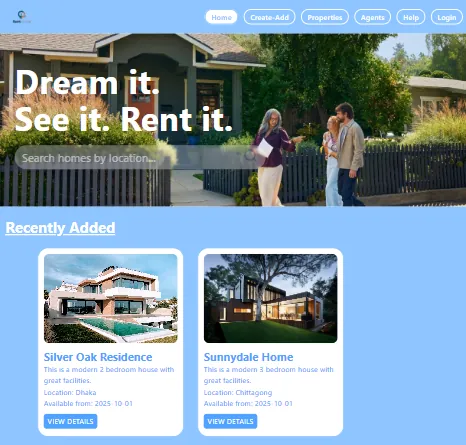 Home
Create-Add
Properties
Agents
Help
Login
Dream it.
See it. Rent it.
Search homes by location...
Recently Added
Silver Oak Residence
This is a modern 2 bedroom house with
great facilities.
Location: Dhaka
Available from: 2025-10-01
VIEW DETAILS
Sunnydale Home
This is a modern 3 bedroom house with
great facilities.
Location: Chittagong
Available from: 2025-10-01
VIEW DETAILS